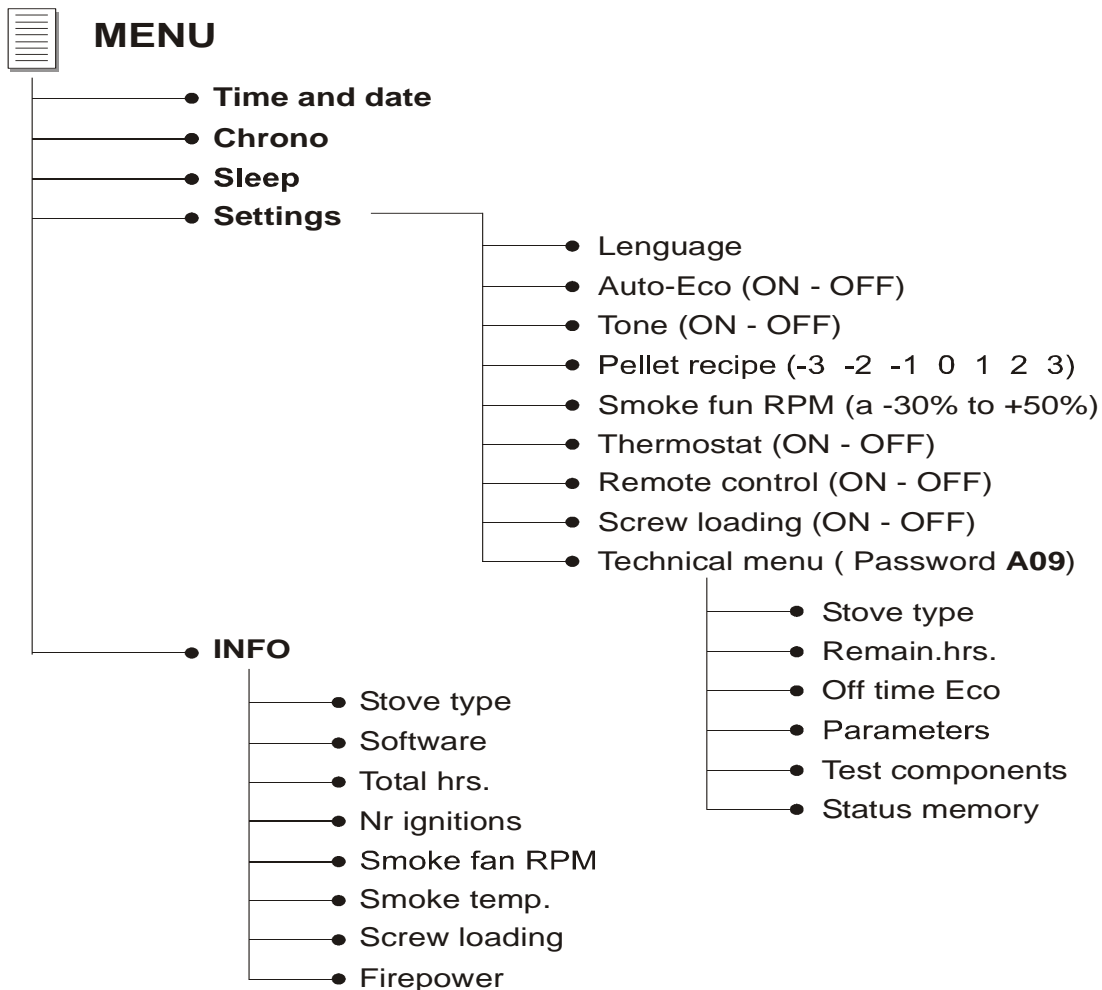 MENU
Time and date
Chrono
Sleep
Settings
Lenguage
Auto-Eco (ON - OFF)
Tone (ON - OFF)
Pellet recipe (-3 -2 -1 0 1 2 3)
Smoke fun RPM (a -30% to +50%)
Thermostat (ON - OFF)
Remote control (ON - OFF)
Screw loading (ON - OFF)
Technical menu ( Password A09)
Stove type
Remain.hrs.
Off time Eco
Parameters
Test components
Status memory
INFO
Stove type
Software
Total hrs.
Nr ignitions
Smoke fan RPM
Smoke temp.
Screw loading
Firepower